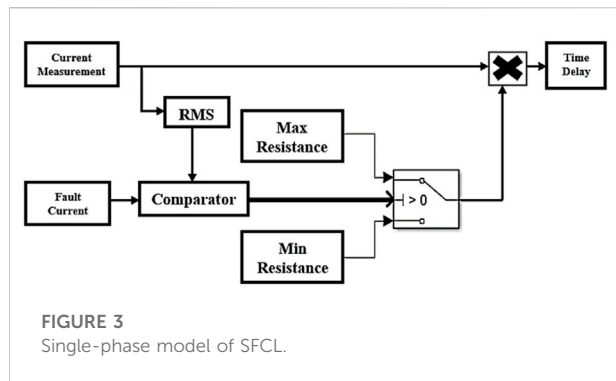 Current
Measurement
Time
Delay
RMS
Max
Resistance
Fault
Current
Comparator
> 0
Min
Resistance
FIGURE 3
Single-phase model of SFCL.